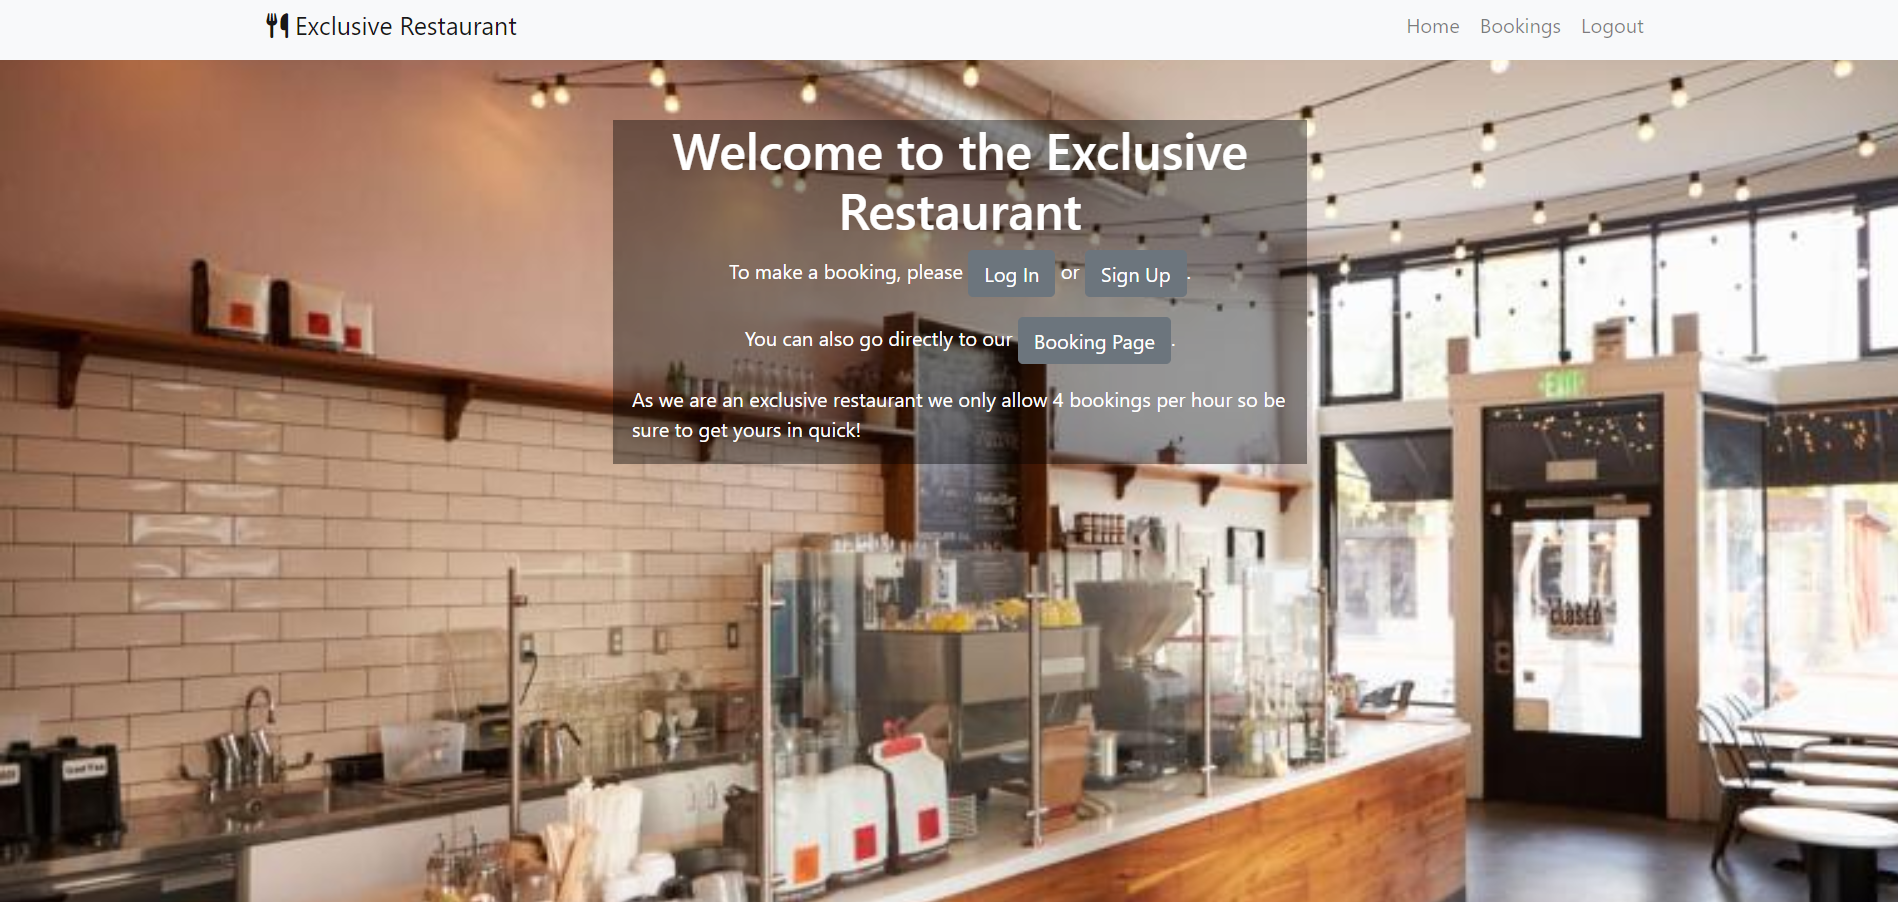 Exclusive Restaurant
Home Bookings Logout
Welcome to the Exclusive
Restaurant
To make a booking, please Log In or Sign Up .
You can also go directly to our Booking Page .
As we are an exclusive restaurant we only allow 4 bookings per hour so be
sure to get yours in quick!
EXIT
CLOSED